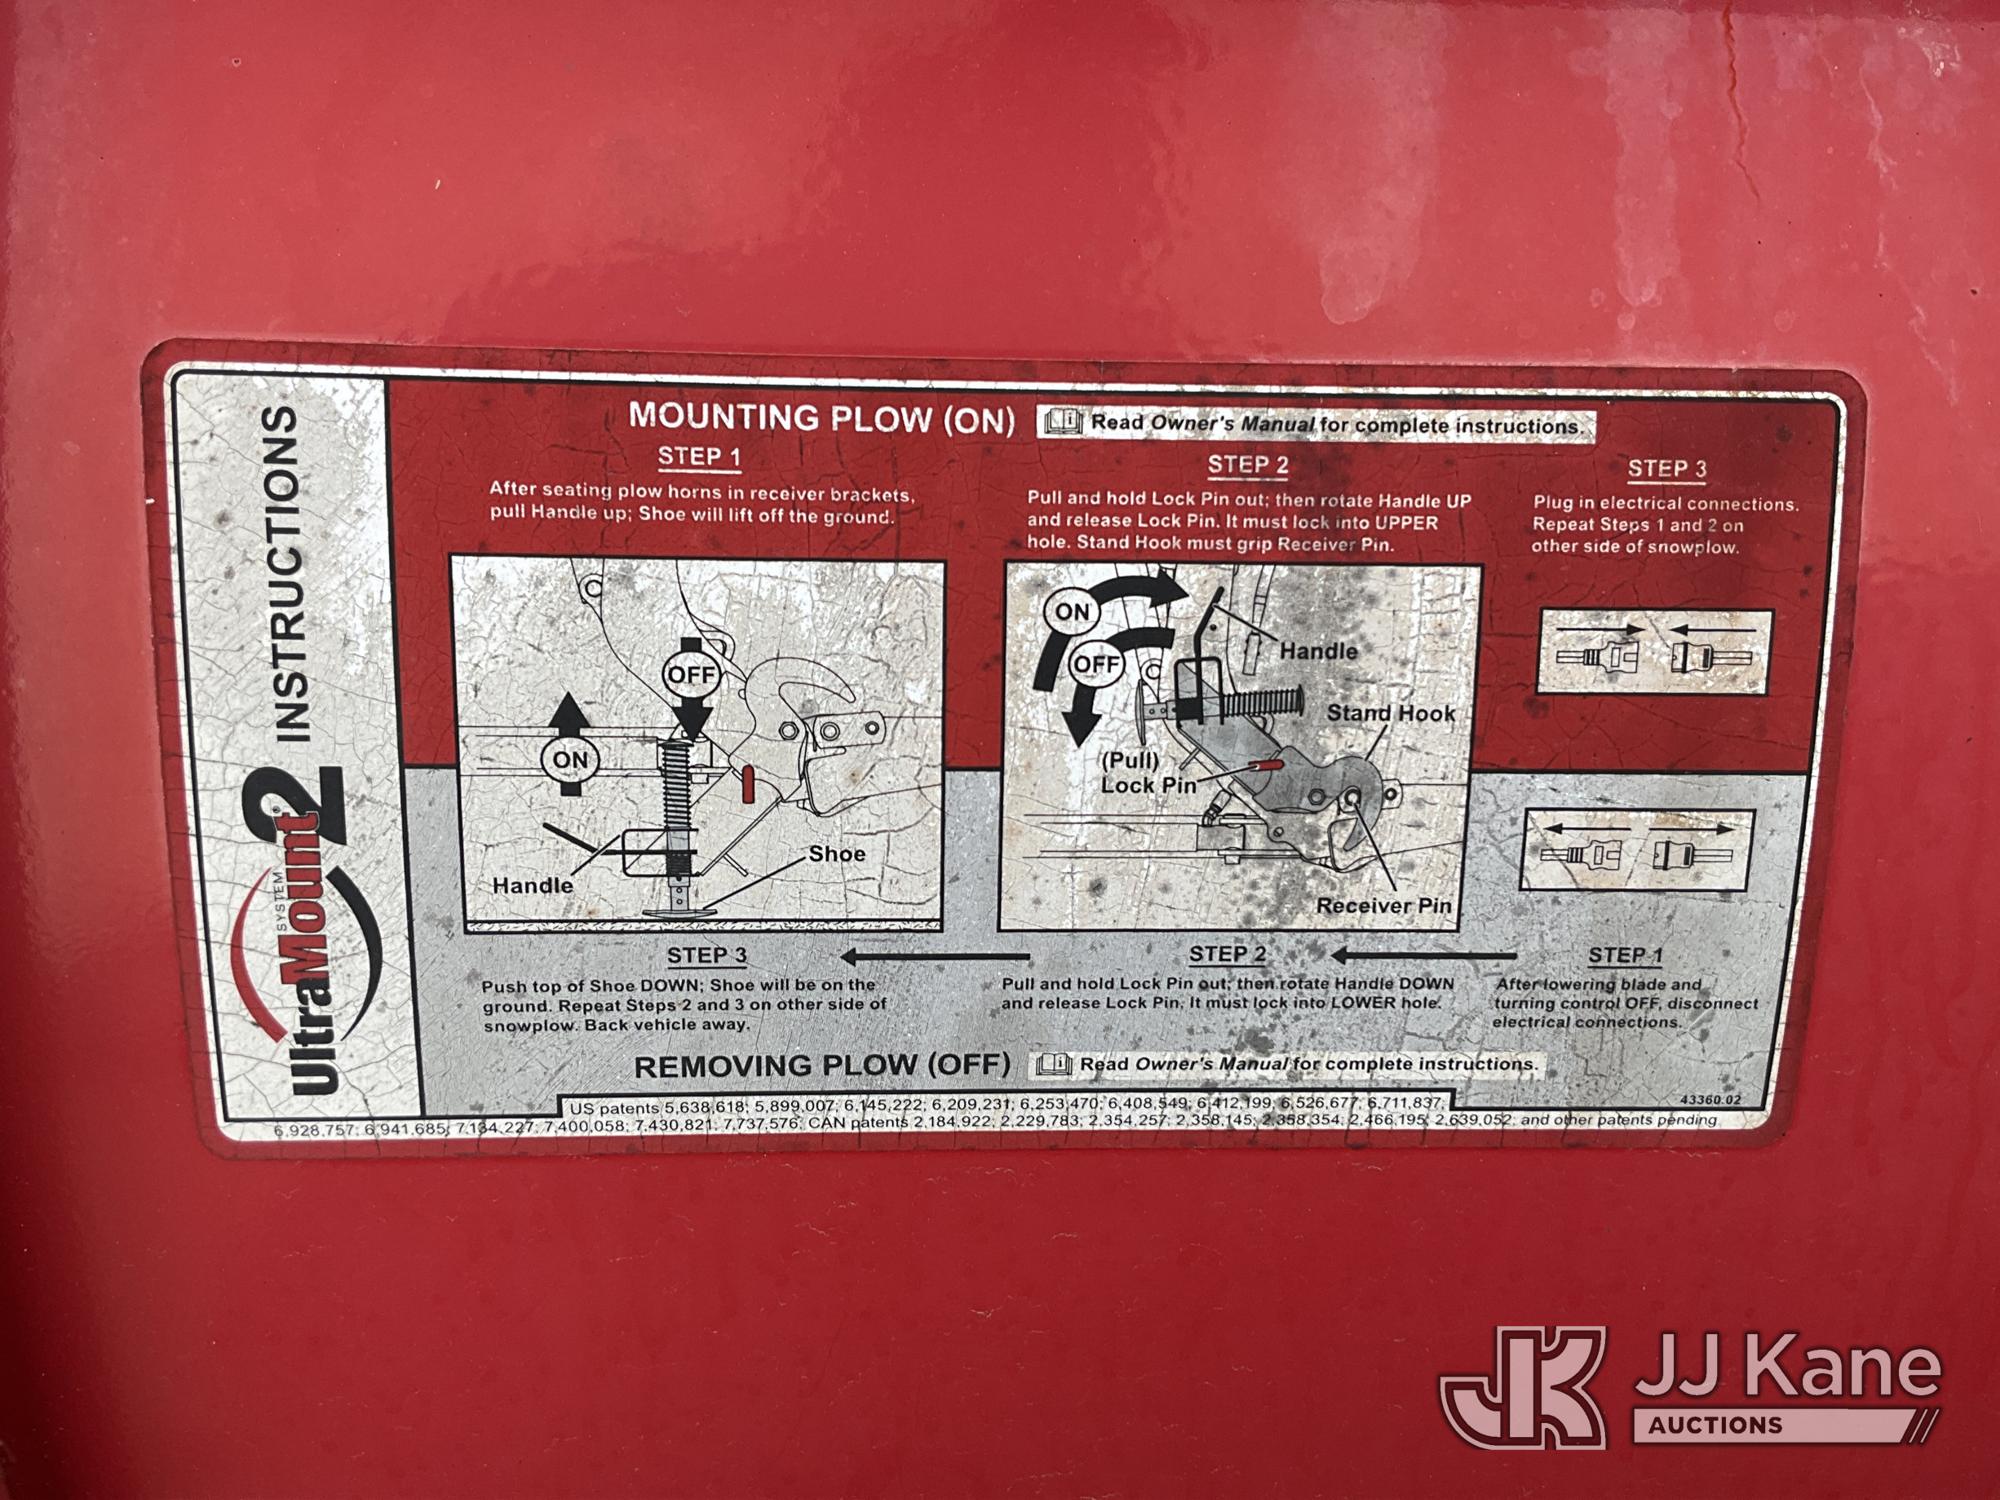 UltraMount 2 INSTRUCTIONS
SYSTEM
MOUNTING PLOW (ON)
Read Owner's Manual for complete instructions.
STEP 1
After seating plow horns in receiver brackets,
pull Handle up; Shoe will lift off the ground.
STEP 2
Pull and hold Lock Pin out; then rotate Handle UP
and release Lock Pin. It must lock into UPPER
hole. Stand Hook must grip Receiver Pin.
STEP 3
Plug in electrical connections.
Repeat Steps 1 and 2 on
other side of snowplow.
OFF
ON
Handle
Shoe
ON
OFF
Handle
Stand Hook
(Pull)
Lock Pin
Receiver Pin
STEP 3
Push top of Shoe DOWN; Shoe will be on the
ground. Repeat Steps 2 and 3 on other side of
snowplow. Back vehicle away.
STEP 2
Pull and hold Lock Pin out; then rotate Handle DOWN
and release Lock Pin. It must lock into LOWER hole.
STEP 1
After lowering blade and
turning control OFF, disconnect
electrical connections.
REMOVING PLOW (OFF)
Read Owner's Manual for complete instructions.
43360.02
US patents 5,638,618; 5,899,007; 6,145,222; 6,209,231; 6,253,470; 6,408,549; 6,412,199; 6,526,677; 6,711,837;
6,928,757; 6,941,685; 7,134,227; 7,400,058; 7,430,821; 7,737,576; CAN patents 2,184,922; 2,229,783; 2,354,257; 2,358,145; 2,358,354; 2,466,195; 2,639,052; and other patents pending.
JK
JJ Kane
AUCTIONS